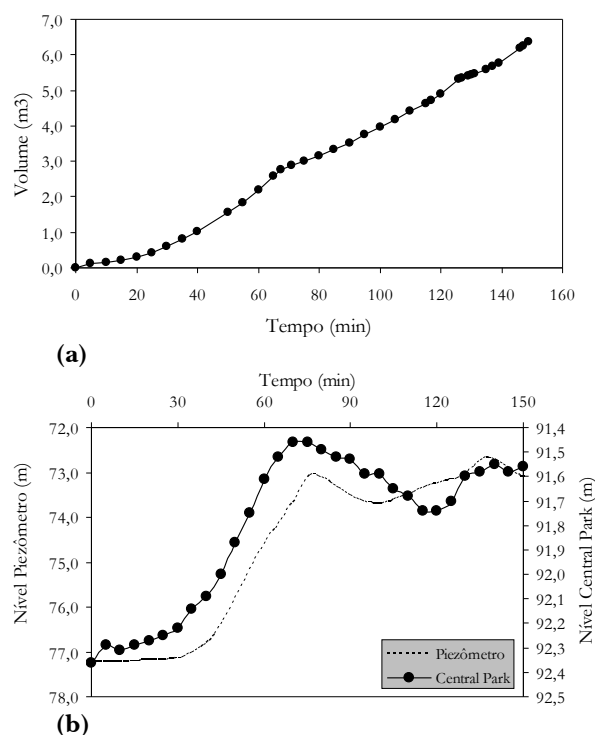 7,0
6,0
5,0
4,0
3,0
2,0
1,0
0,0
Volume (m3)
0 20 40 60 80 100 120 140 160
Tempo (min)
(a)
Tempo (min)
0 30 60 90 120 150
72,0
73,0
74,0
75,0
76,0
77,0
78,0
Nível Piezômetro (m)
91,4
91,5
91,6
91,7
91,8
91,9
92,0
92,1
92,2
92,3
92,4
92,5
Nível Central Park (m)
Piezômetro
Central Park
(b)